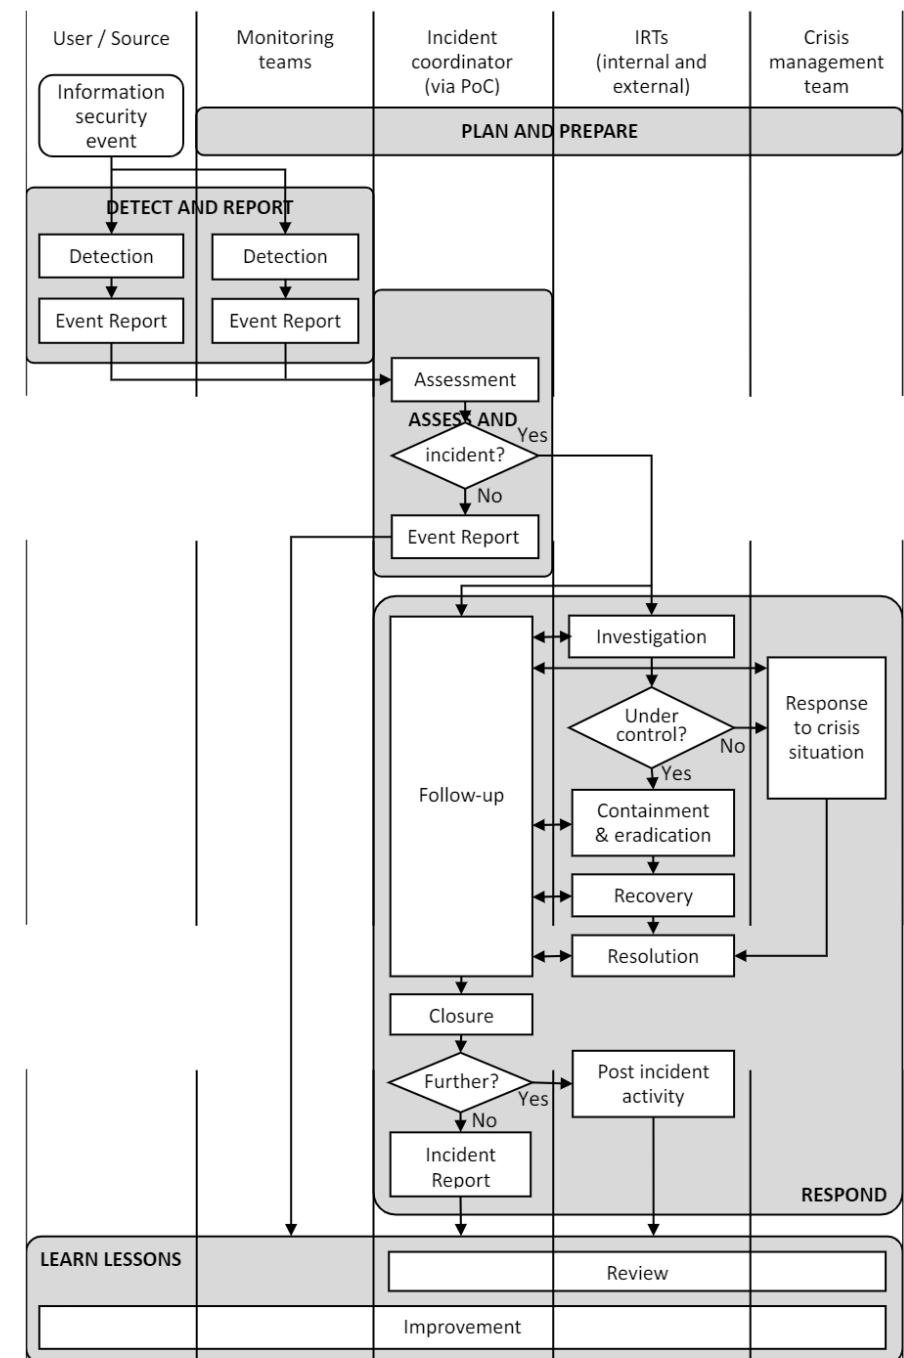 User / Source
Monitoring
teams
Incident
coordinator
(via PoC)
IRTs
(internal and
external)
Crisis
management
team
Information
security
event
PLAN AND PREPARE
DETECT AND REPORT
Detection
Detection
Event Report
Event Report
Assessment
ASSESS AND
Yes
incident?
No
Event Report
Investigation
Under
control?
No
Yes
Response
to crisis
situation
Follow-up
Containment
& eradication
Recovery
Resolution
Closure
Further?
Yes
No
Post incident
activity
Incident
Report
RESPOND
LEARN LESSONS
Review
Improvement